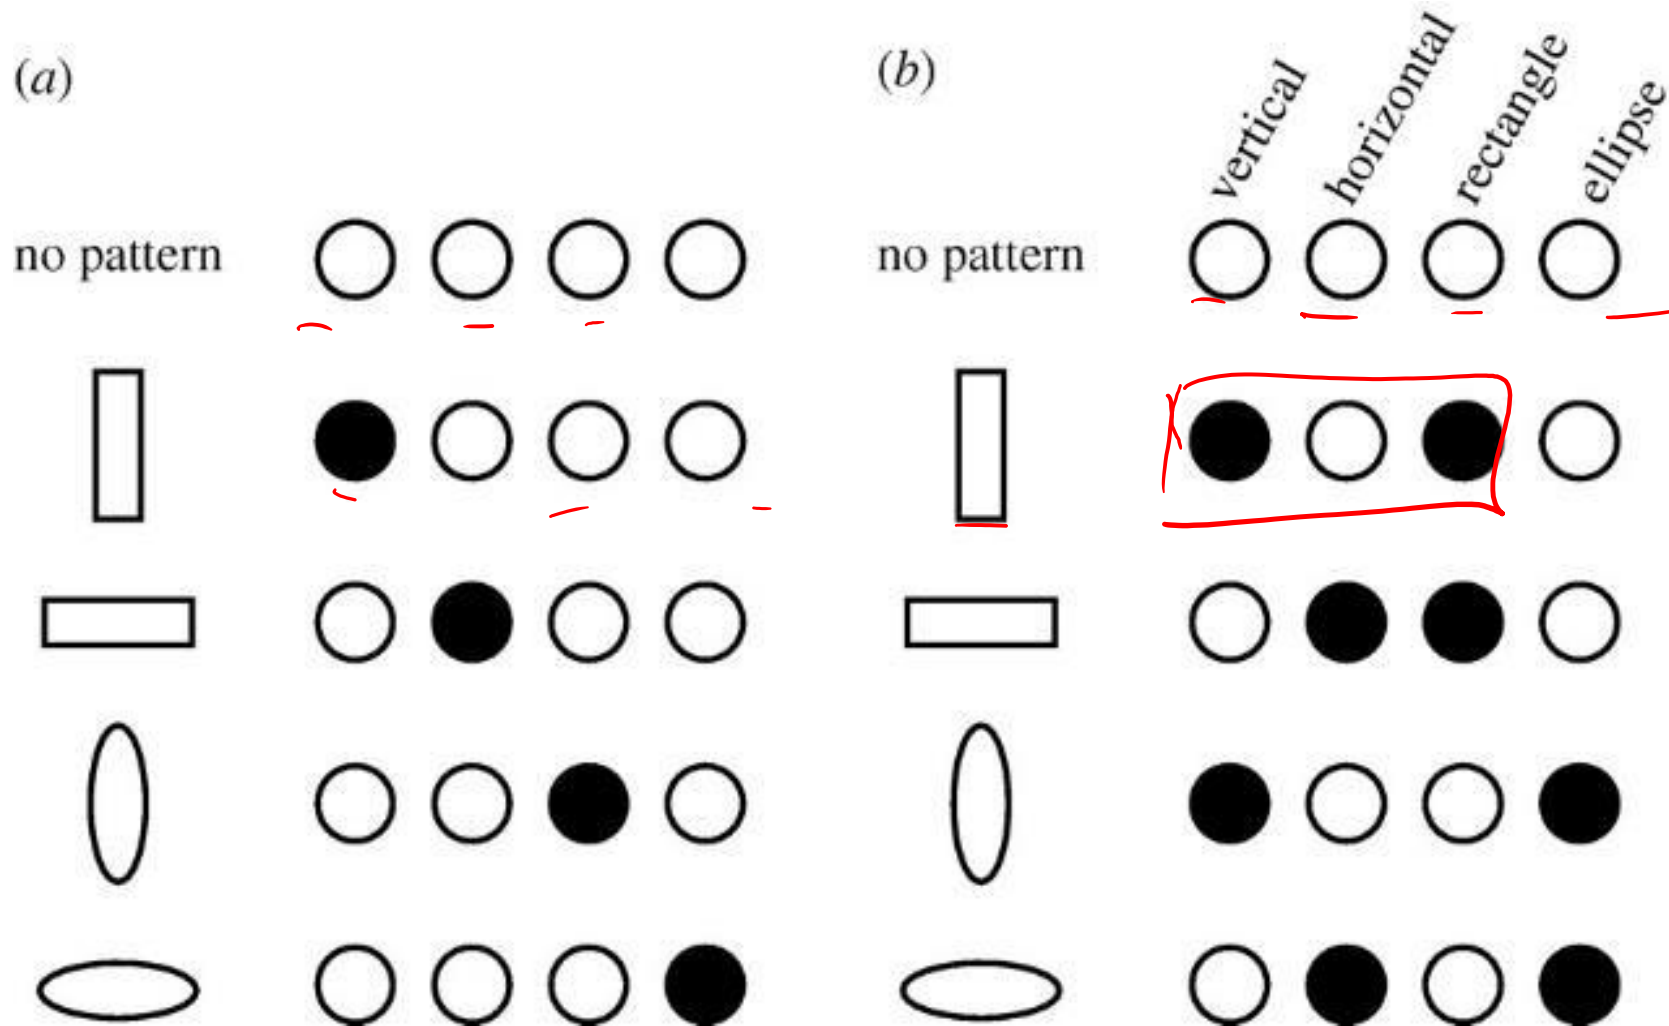 (a)
no pattern
(b)
vertical
horizontal
rectangle
ellipse
no pattern